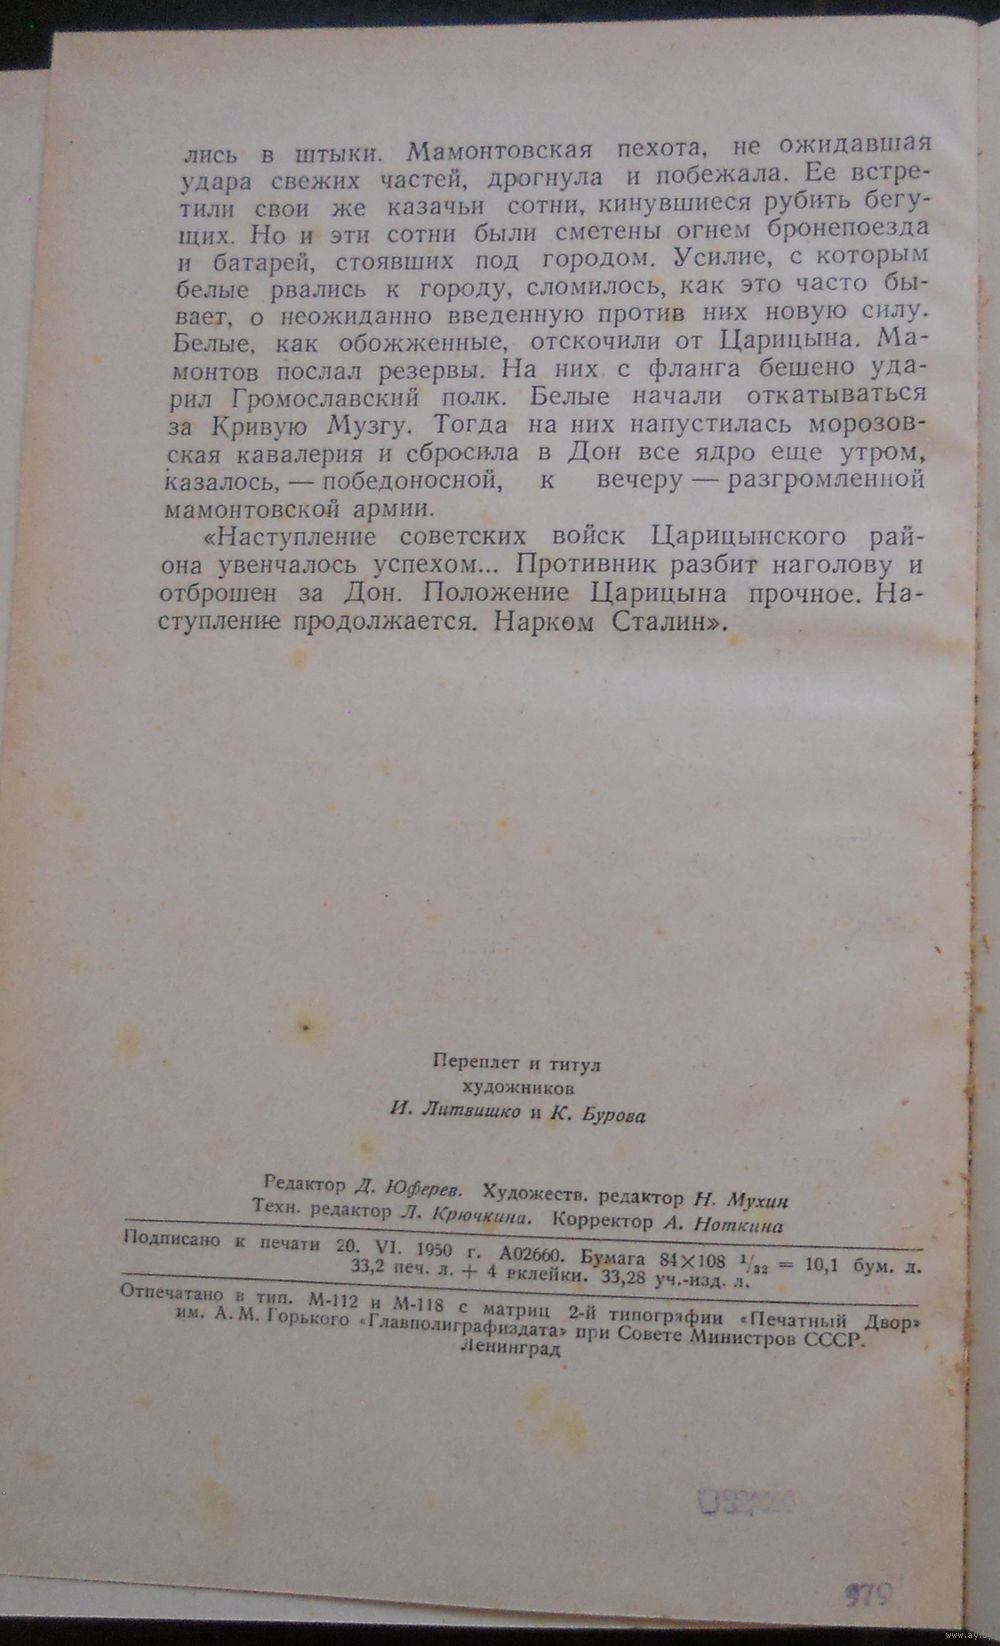 лись в штыки. Мамонтовская пехота, не ожидавшая
удара свежих частей, дрогнула и побежала. Ее встре-
тили свои же казачьи сотни, кинувшиеся рубить бегу-
щих. Но и эти сотни были сметены огнем бронепоезда
и батарей, стоявших под городом. Усилие, с которым
белые рвались к городу, сломилось, как это часто бы-
вает, о неожиданно введенную против них новую силу.
Белые, как обожженные, отскочили от Царицына. Ма-
монтов послал резервы. На них с фланга бешено уда-
рил Громославский полк. Белые начали откатываться
за Кривую Музгу. Тогда на них напустилась морозов-
ская кавалерия и сбросила в Дон все ядро еще утром,
казалось, — победоносной, к вечеру — разгромленной
мамонтовской армии.
«Наступление советских войск Царицынского рай-
она увенчалось успехом... Противник разбит наголову и
отброшен за Дон. Положение Царицына прочное. На-
ступление продолжается. Нарком Сталин».
Переплет и титул
художников
И. Литвишко и К. Бурова
Редактор Д. Юферев. Художеств. редактор Н. Мухин
Техн. редактор Л. Крючкина. Корректор А. Ноткина
Подписано к печати 20. VI. 1950 г. А02660. Бумага 84×108 1/32 = 10,1 бум. л.
33,2 печ. л. + 4 вклейки. 33,28 уч.-изд. л.
Отпечатано в тип. М-112 и М-118 с матриц 2-й типографии «Печатный Двор»
им. А. М. Горького «Главполиграфиздата» при Совете Министров СССР.
Ленинград
979
www.ay.by